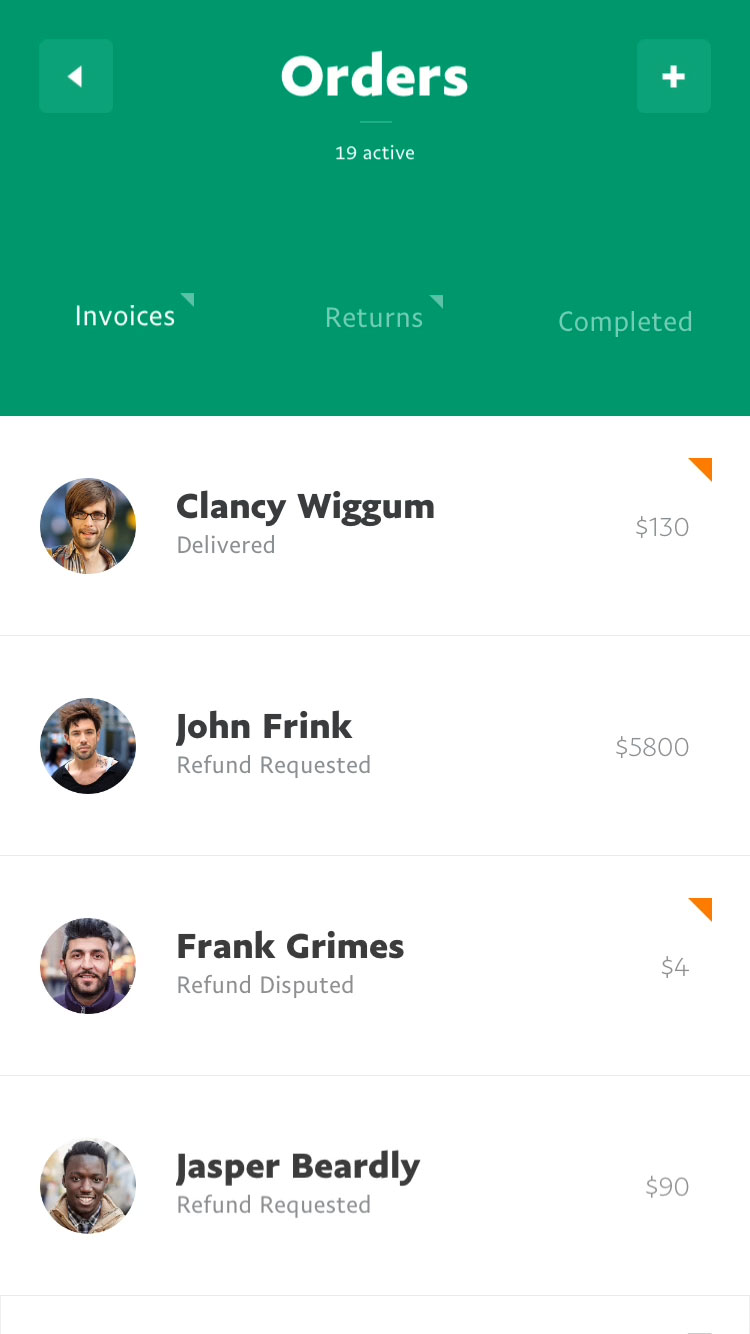 Orders
19 active
Invoices
Returns
Completed
Clancy Wiggum
Delivered
$130
John Frink
Refund Requested
$5800
Frank Grimes
Refund Disputed
$4
Jasper Beardly
Refund Requested
$90